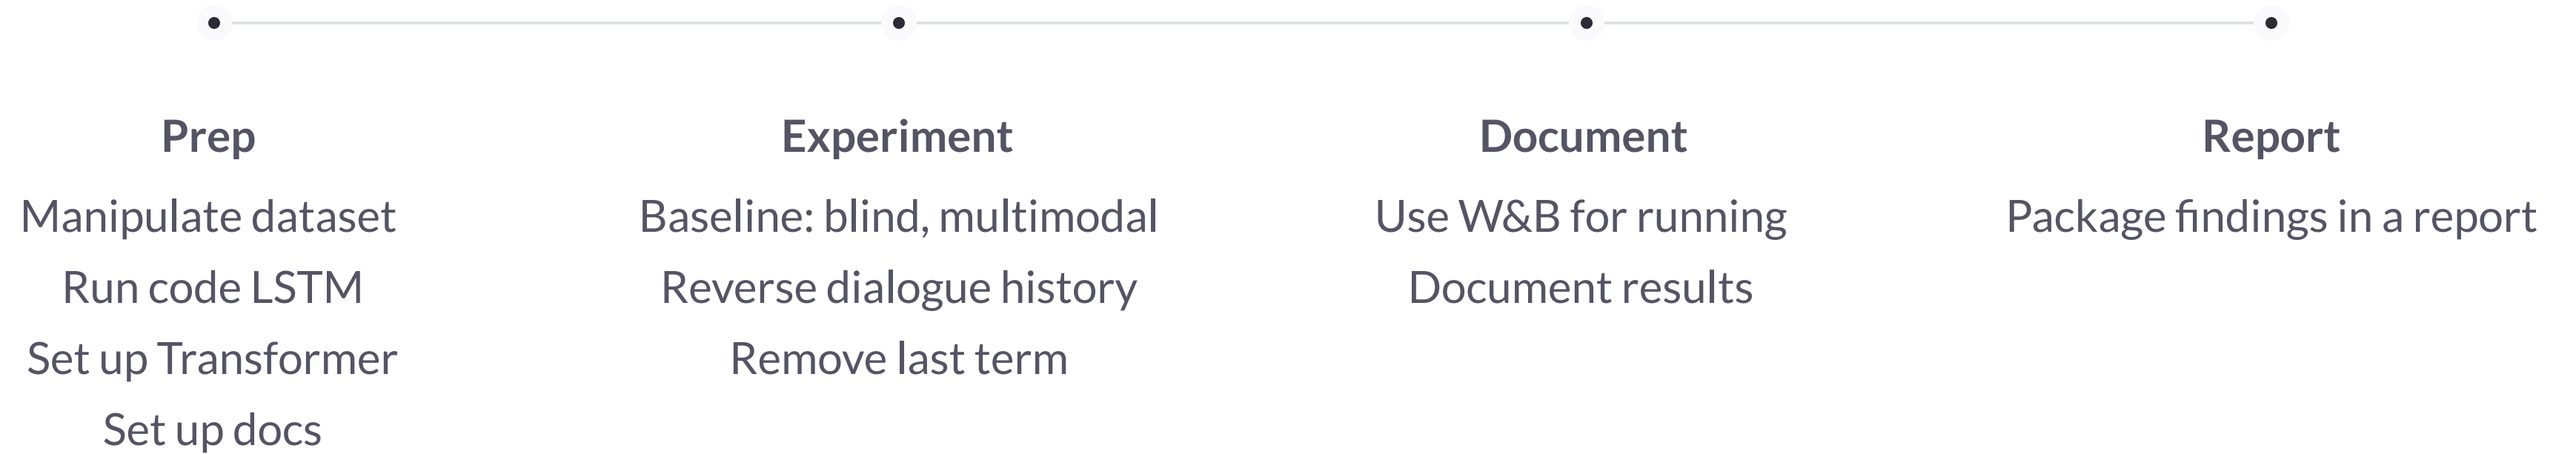 Prep
Manipulate dataset
Run code LSTM
Set up Transformer
Set up docs
Experiment
Baseline: blind, multimodal
Reverse dialogue history
Remove last term
Document
Use W&B for running
Document results
Report
Package findings in a report